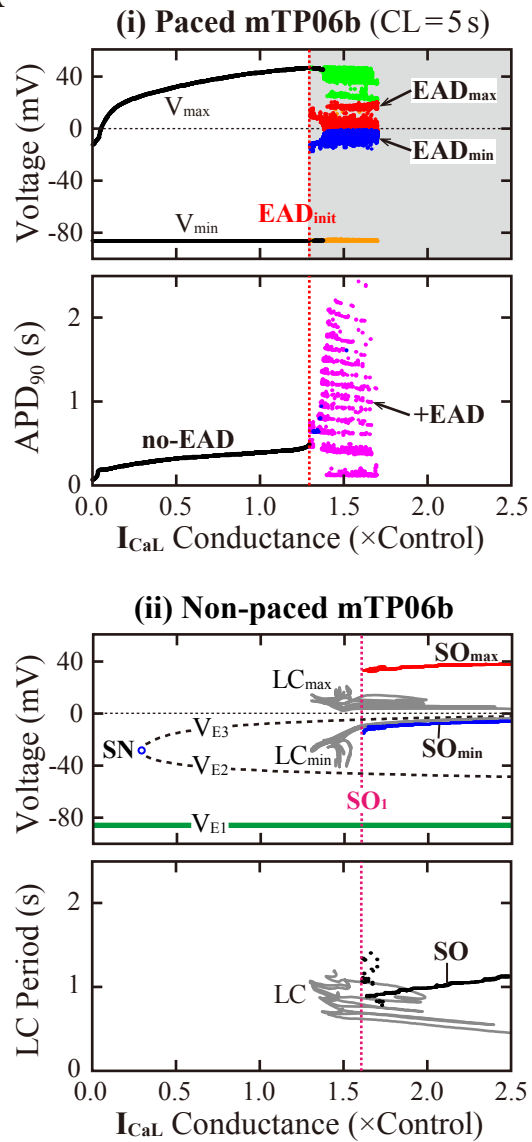 (i) Paced mTP06b (CL = 5 s)
Voltage (mV)
40
0
-40
-80
Vmax
Vmin
EADmax
EADmin
EADinit
APD90 (s)
2
1
0
no-EAD
+EAD
0.0 0.5 1.0 1.5 2.0 2.5
ICaL Conductance (×Control)
(ii) Non-paced mTP06b
Voltage (mV)
40
0
-40
-80
SOmax
LCmax
VE3
SN
VE2
LCmin
SOmin
SO1
VE1
LC Period (s)
2
1
0
SO
LC
0.0 0.5 1.0 1.5 2.0 2.5
ICaL Conductance (×Control)